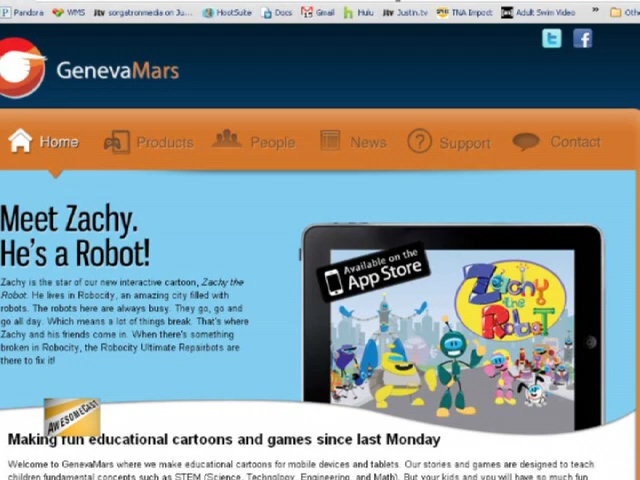 Pandora WMS sorgatronmedia on Ju... HootSuite Docs Gmail Hulu Justin.tv TNA Impact Adult Swim Video » Oth
GenevaMars
Home Products People News Support Contact
Meet Zachy.
He's a Robot!
Zachy is the star of our new interactive cartoon, Zachy the
Robot. He lives in Robocity, an amazing city filled with
robots. The robots here are always busy. They go, go and
go all day. Which means a lot of things break. That's where
Zachy and his friends come in. When there's something
broken in Robocity, the Robocity Ultimate Repairbots are
there to fix it!
Available on the
App Store
Zachy
the
Robot
AwesomeCast
Making fun educational cartoons and games since last Monday
Welcome to GenevaMars where we make educational cartoons for mobile devices and tablets. Our stories and games are designed to teach
children fundamental concepts such as STEM (Science, Technology, Engineering, and Math). But your kids and you will have so much fun